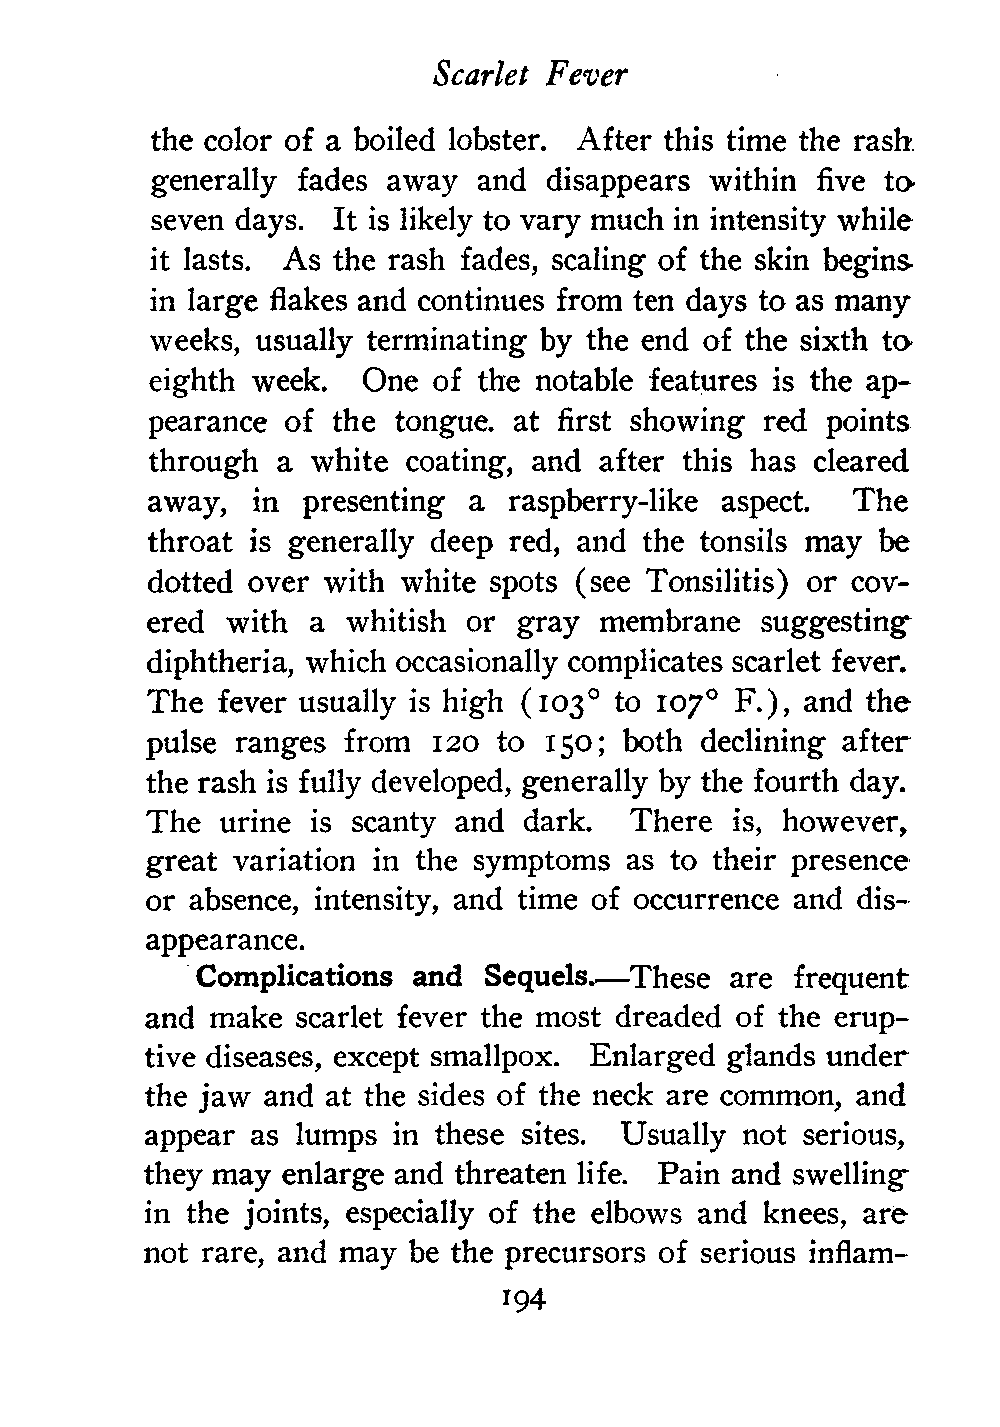 Scarlet Fever
the color of a boiled lobster. After this time the rash
generally fades away and disappears within five to
seven days. It is likely to vary much in intensity while
it lasts. As the rash fades, scaling of the skin begins
in large flakes and continues from ten days to as many
weeks, usually terminating by the end of the sixth to
eighth week. One of the notable features is the ap-
pearance of the tongue. at first showing red points
through a white coating, and after this has cleared
away, in presenting a raspberry-like aspect. The
throat is generally deep red, and the tonsils may be
dotted over with white spots (see Tonsilitis) or cov-
ered with a whitish or gray membrane suggesting
diphtheria, which occasionally complicates scarlet fever.
The fever usually is high (103° to 107° F.), and the
pulse ranges from 120 to 150; both declining after
the rash is fully developed, generally by the fourth day.
The urine is scanty and dark. There is, however,
great variation in the symptoms as to their presence
or absence, intensity, and time of occurrence and dis-
appearance.
Complications and Sequels.—These are frequent
and make scarlet fever the most dreaded of the erup-
tive diseases, except smallpox. Enlarged glands under
the jaw and at the sides of the neck are common, and
appear as lumps in these sites. Usually not serious,
they may enlarge and threaten life. Pain and swelling
in the joints, especially of the elbows and knees, are
not rare, and may be the precursors of serious inflam-
194